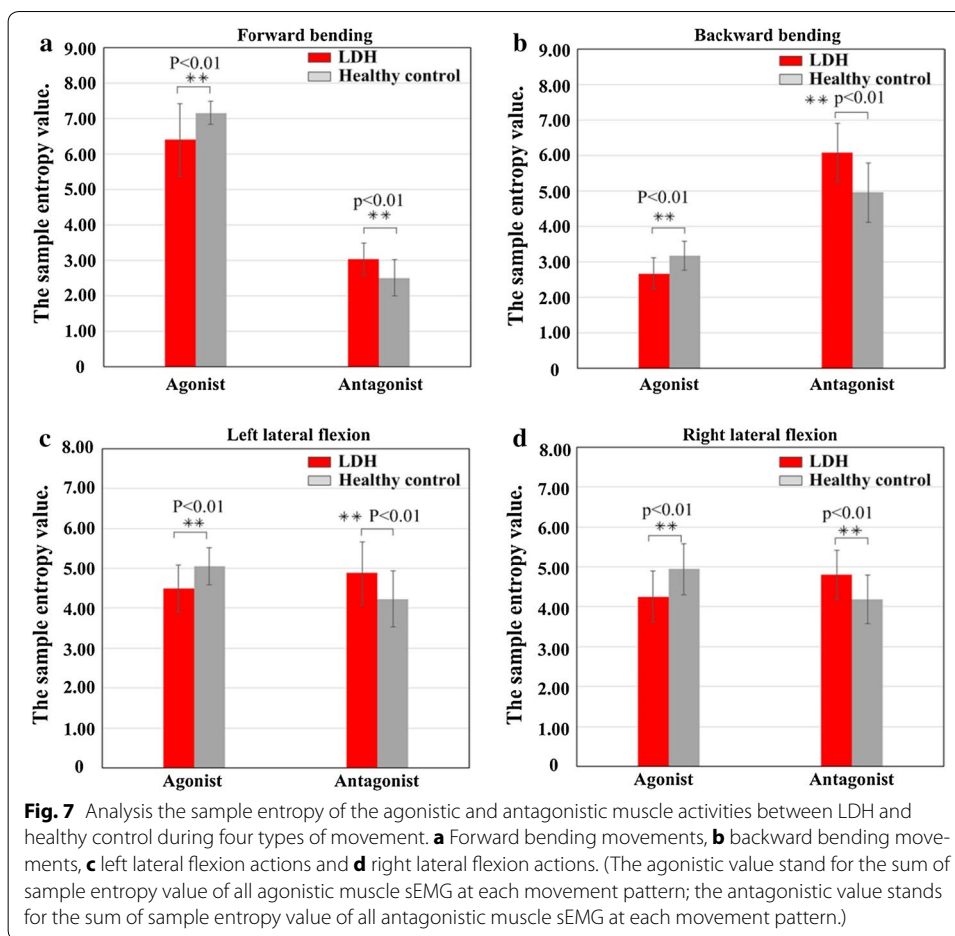 a
Forward bending
9.00
8.00
7.00
6.00
5.00
4.00
3.00
2.00
1.00
0
The sample entropy value.
LDH
Healthy control
P<0.01
**
p<0.01
**
Agonist
Antagonist
b
Backward bending
9.00
8.00
7.00
6.00
5.00
4.00
3.00
2.00
1.00
0
The sample entropy value.
LDH
Healthy control
P<0.01
**
** p<0.01
Agonist
Antagonist
c
Left lateral flexion
8.00
7.00
6.00
5.00
4.00
3.00
2.00
1.00
0
The sample entropy value.
LDH
Healthy control
P<0.01
**
** P<0.01
Agonist
Antagonist
d
Right lateral flexion
8.00
7.00
6.00
5.00
4.00
3.00
2.00
1.00
0
The sample entropy value.
LDH
Healthy control
p<0.01
**
p<0.01
**
Agonist
Antagonist
Fig. 7 Analysis the sample entropy of the agonistic and antagonistic muscle activities between LDH and
healthy control during four types of movement. a Forward bending movements, b backward bending move-
ments, c left lateral flexion actions and d right lateral flexion actions. (The agonistic value stand for the sum of
sample entropy value of all agonistic muscle sEMG at each movement pattern; the antagonistic value stands
for the sum of sample entropy value of all antagonistic muscle sEMG at each movement pattern.)